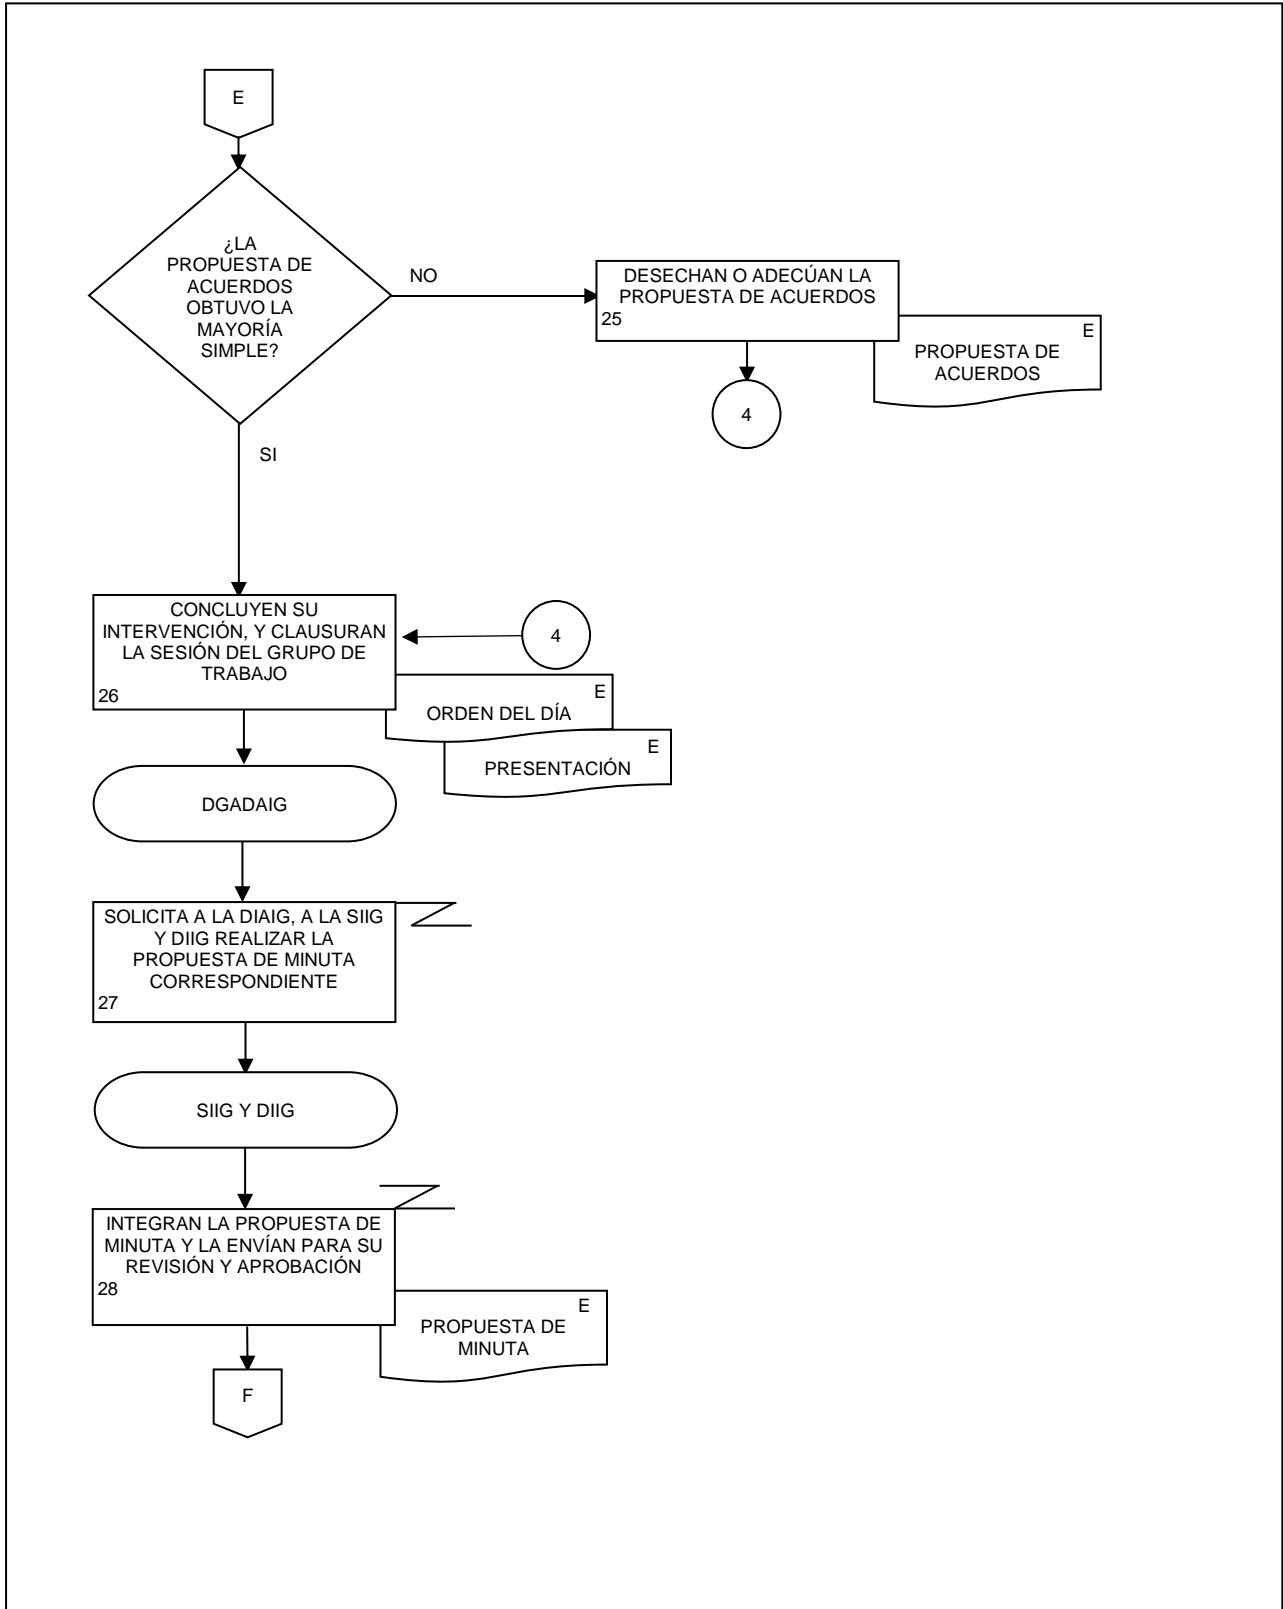 E
¿LA
PROPUESTA DE
ACUERDOS
OBTUVO LA
MAYORÍA
SIMPLE?
NO
DESECHAN O ADECÚAN LA
PROPUESTA DE ACUERDOS
25
E
PROPUESTA DE
ACUERDOS
4
SI
CONCLUYEN SU
INTERVENCIÓN, Y CLAUSURAN
LA SESIÓN DEL GRUPO DE
TRABAJO
26
4
E
ORDEN DEL DÍA
E
PRESENTACIÓN
DGADAIG
SOLICITA A LA DIAIG, A LA SIIG
Y DIIG REALIZAR LA
PROPUESTA DE MINUTA
CORRESPONDIENTE
27
SIIG Y DIIG
INTEGRAN LA PROPUESTA DE
MINUTA Y LA ENVÍAN PARA SU
REVISIÓN Y APROBACIÓN
28
E
PROPUESTA DE
MINUTA
F